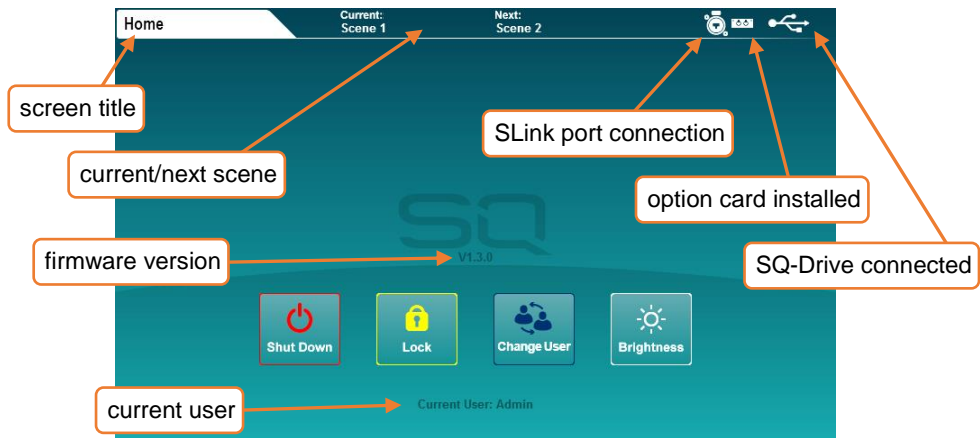 Home
Current:
Scene 1
Next:
Scene 2
screen title
SLink port connection
current/next scene
option card installed
SQ
firmware version
V1.3.0
SQ-Drive connected
Shut Down
Lock
Change User
Brightness
current user
Current User: Admin